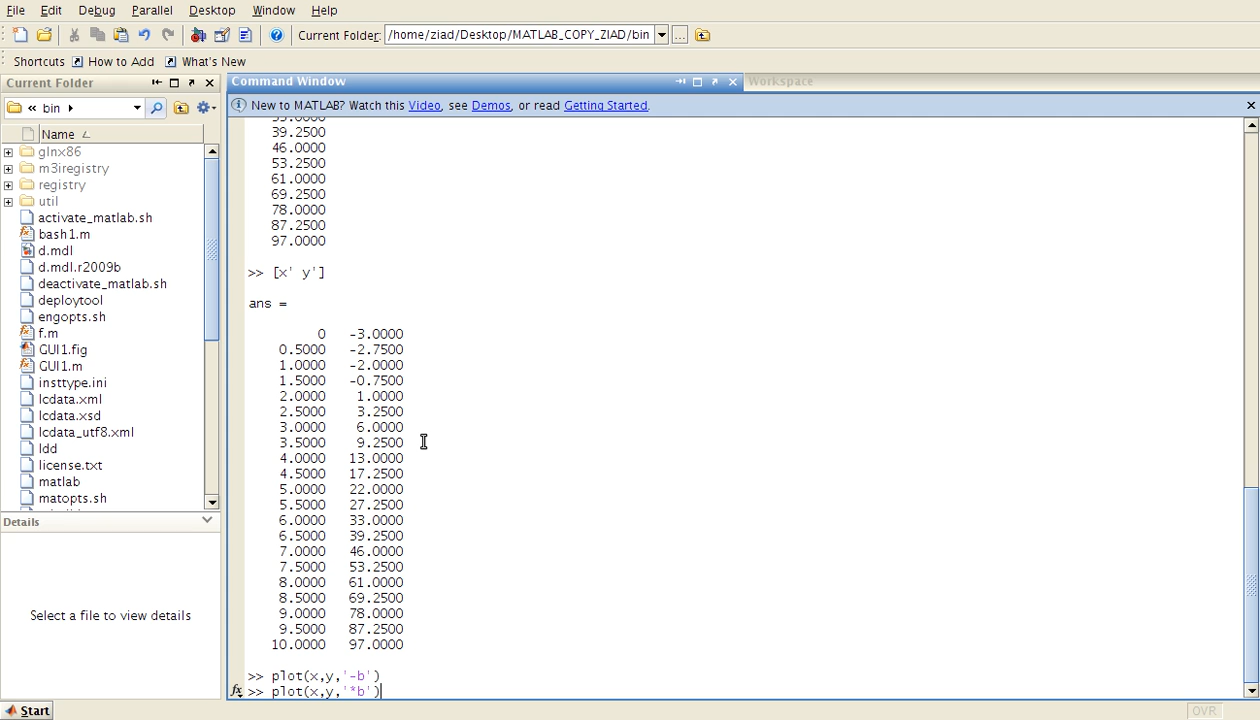 File Edit Debug Parallel Desktop Window Help
Current Folder: /home/ziad/Desktop/MATLAB_COPY_ZIAD/bin ...
Shortcuts How to Add What's New
Current Folder
Command Window
Workspace
« bin
New to MATLAB? Watch this Video, see Demos, or read Getting Started.
Name
glnx86
m3iregistry
registry
util
activate_matlab.sh
bash1.m
d.mdl
d.mdl.r2009b
deactivate_matlab.sh
deploytool
engopts.sh
f.m
GUI1.fig
GUI1.m
insttype.ini
lcdata.xml
lcdata.xsd
lcdata_utf8.xml
ldd
license.txt
matlab
matopts.sh
Details
Select a file to view details
39.2500
46.0000
53.2500
61.0000
69.2500
78.0000
87.2500
97.0000
>> [x' y']
ans =
0 -3.0000
0.5000 -2.7500
1.0000 -2.0000
1.5000 -0.7500
2.0000 1.0000
2.5000 3.2500
3.0000 6.0000
3.5000 9.2500
4.0000 13.0000
4.5000 17.2500
5.0000 22.0000
5.5000 27.2500
6.0000 33.0000
6.5000 39.2500
7.0000 46.0000
7.5000 53.2500
8.0000 61.0000
8.5000 69.2500
9.0000 78.0000
9.5000 87.2500
10.0000 97.0000
>> plot(x,y,'-b')
fx >> plot(x,y,'*b')
Start
OVR